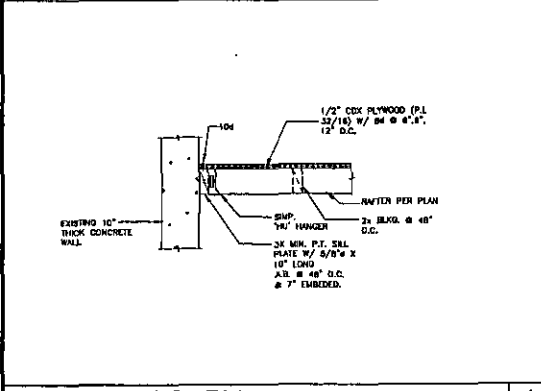 1/2" CDX PLYWOOD (P.I.
32/16) W/ 8d @ 6",6",
12" O.C.
10d
RAFTER PER PLAN
2x BLKG. @ 48"
O.C.
SIMP.
"HU" HANGER
EXISTING 10"
THICK CONCRETE
WALL
3X MIN. P.T. SILL
PLATE W/ 5/8"ø X
10" LONG
A.B. @ 48" O.C.
@ 7" EMBEDED.